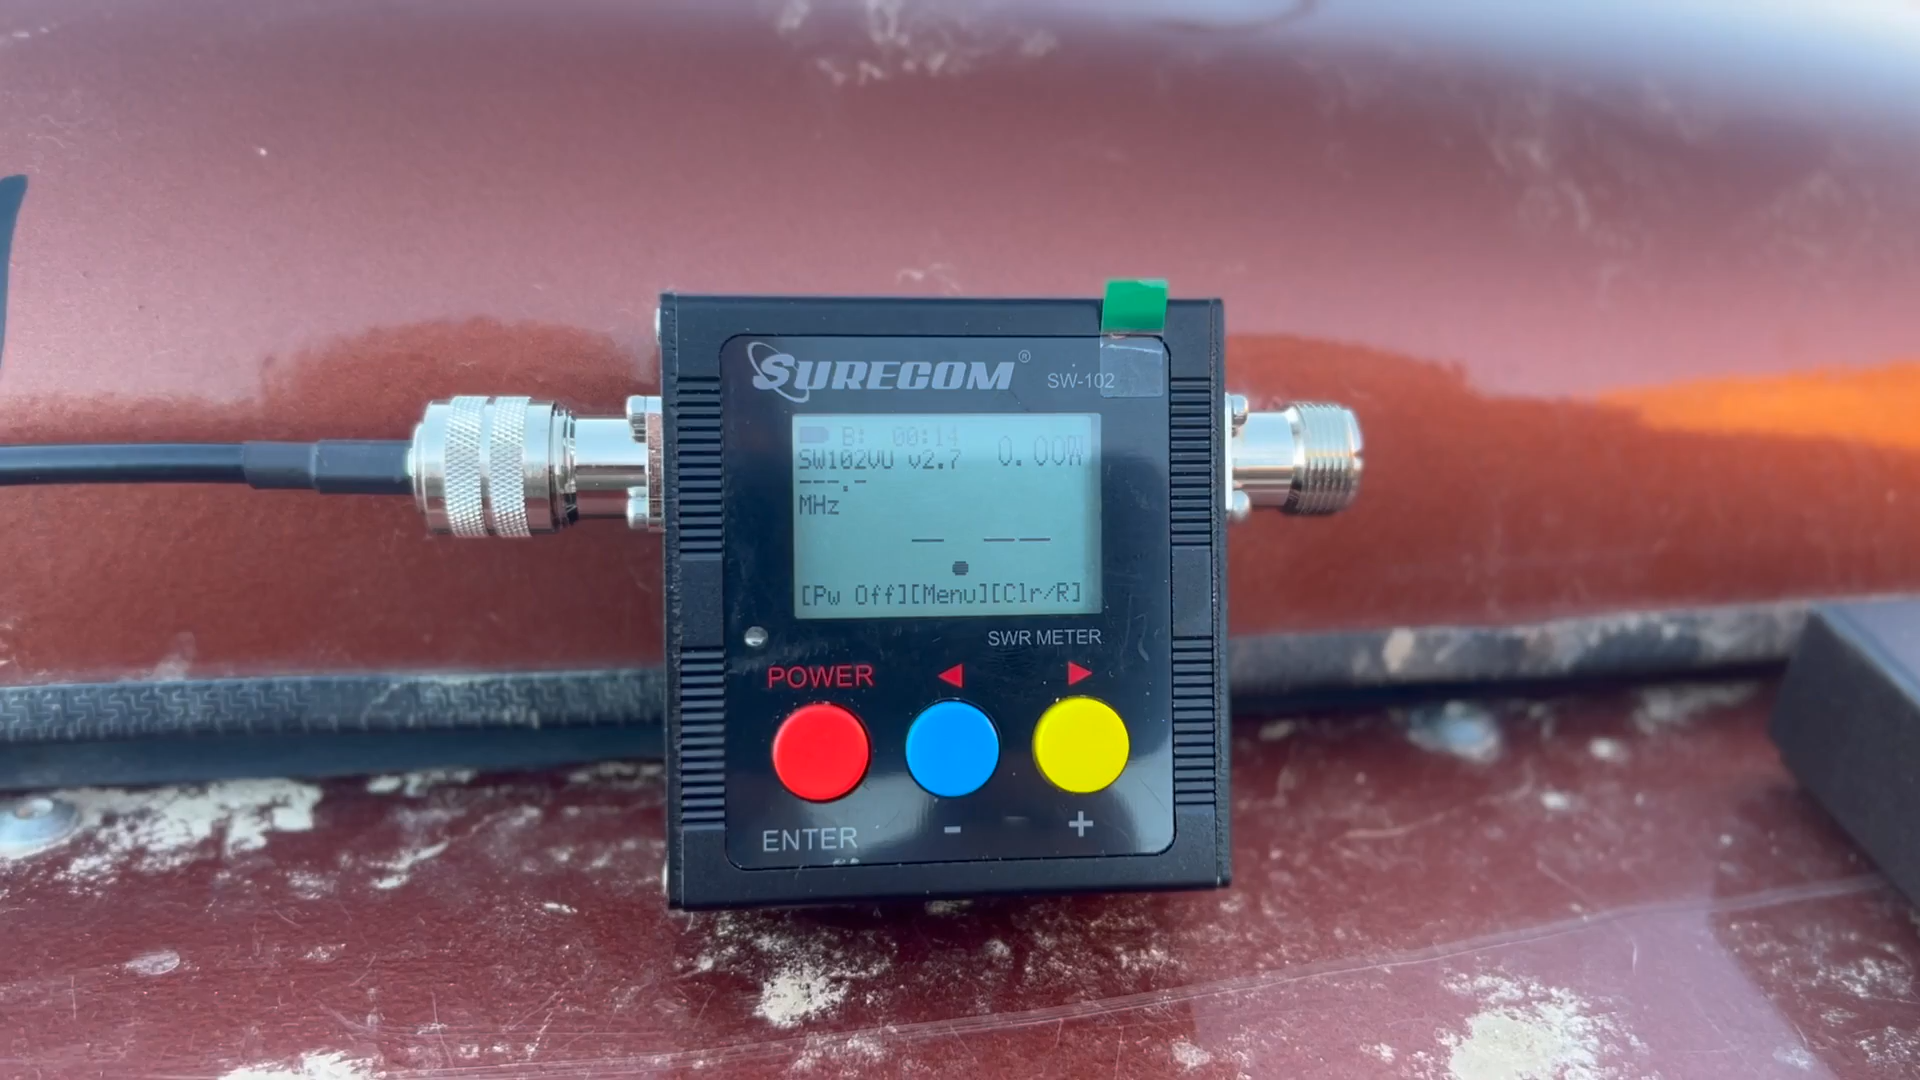 SURECOM®
SW-102
B: 00:14
SW102VU v2.7 0.00W
---.-
MHz
- . --
[Pw Off][Menu][Clr/R]
SWR METER
POWER ◀ ▶
ENTER - +